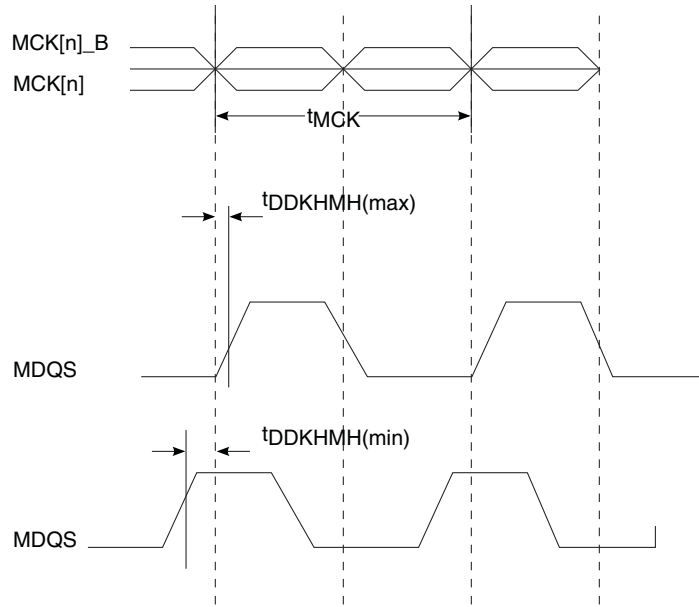 MCK[n]_B
MCK[n]
tMCK
tDDKHMH(max)
MDQS
tDDKHMH(min)
MDQS